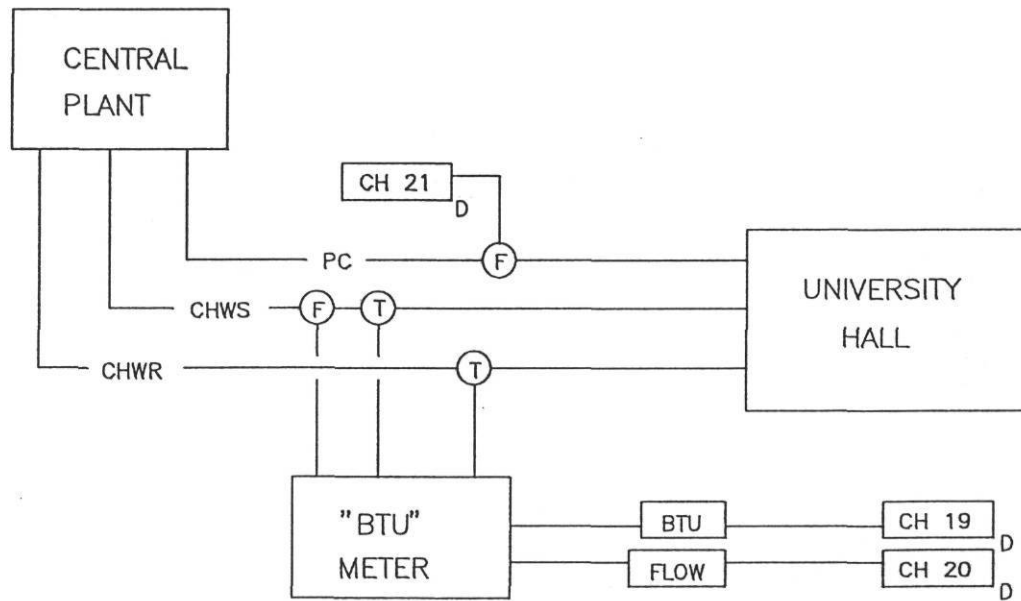 CENTRAL
PLANT
CH 21
D
PC
F
UNIVERSITY
HALL
CHWS
F
T
CHWR
T
"BTU"
METER
BTU
CH 19
D
FLOW
CH 20
D